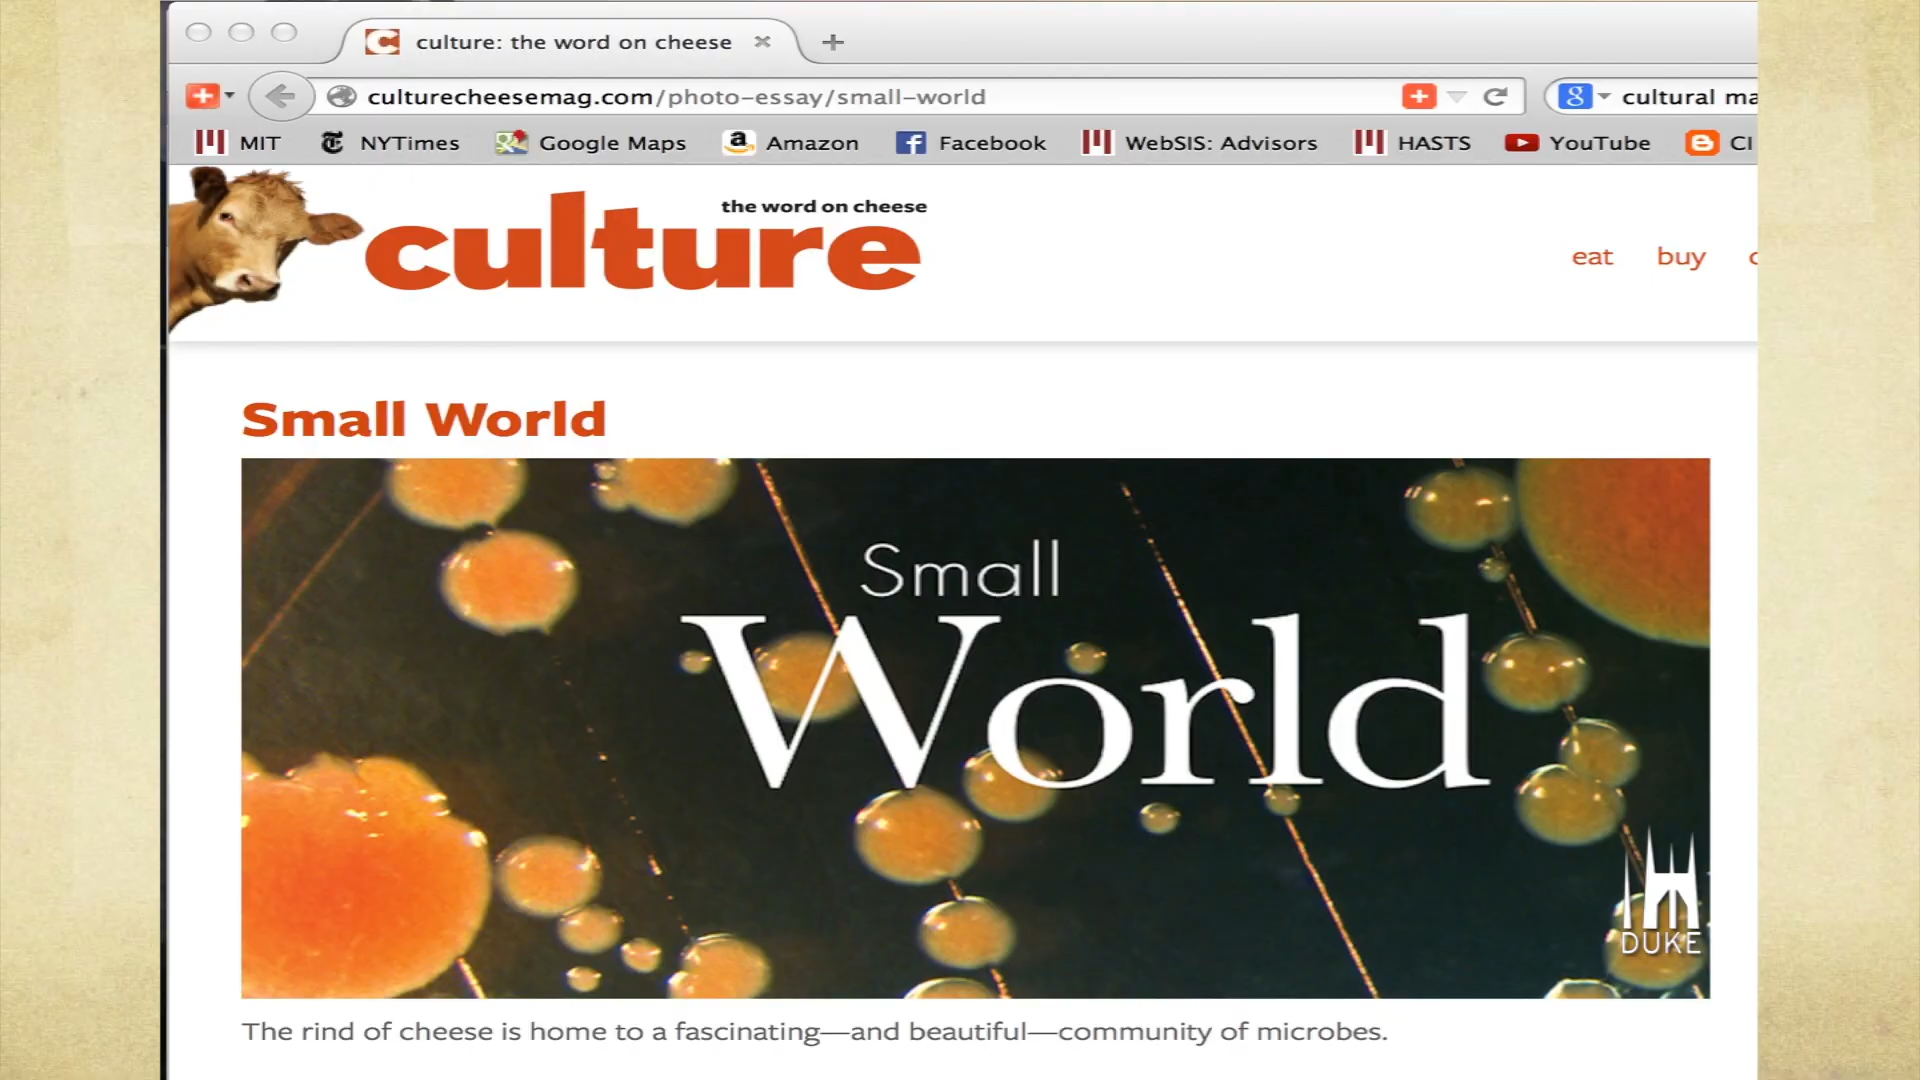 culture: the word on cheese
culturecheesemag.com/photo-essay/small-world
cultural ma
MIT NYTimes Google Maps Amazon Facebook WebSIS: Advisors HASTS YouTube CI
the word on cheese
culture
eat buy
Small World
Small
World
DUKE
The rind of cheese is home to a fascinating—and beautiful—community of microbes.